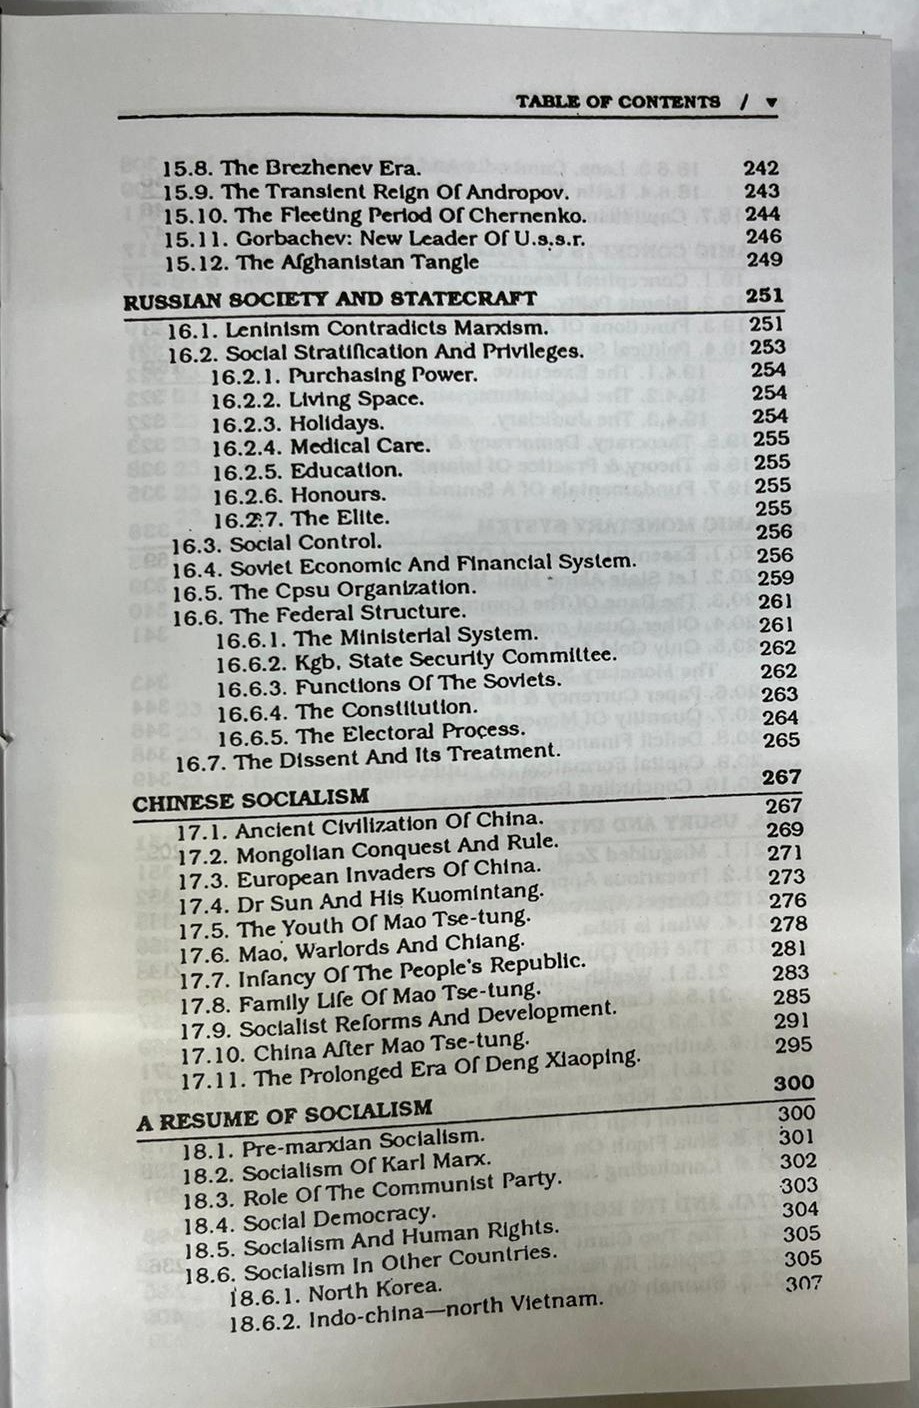 TABLE OF CONTENTS / ▼
15.8. The Brezhenev Era. 242
15.9. The Transient Reign Of Andropov. 243
15.10. The Fleeting Period Of Chernenko. 244
15.11. Gorbachev: New Leader Of U.s.s.r. 246
15.12. The Afghanistan Tangle 249
RUSSIAN SOCIETY AND STATECRAFT 251
16.1. Leninism Contradicts Marxism. 251
16.2. Social Stratification And Privileges. 253
16.2.1. Purchasing Power. 254
16.2.2. Living Space. 254
16.2.3. Holidays. 254
16.2.4. Medical Care. 255
16.2.5. Education. 255
16.2.6. Honours. 255
16.2.7. The Elite. 255
16.3. Social Control. 256
16.4. Soviet Economic And Financial System. 256
16.5. The Cpsu Organization. 259
16.6. The Federal Structure. 261
16.6.1. The Ministerial System. 261
16.6.2. Kgb, State Security Committee. 262
16.6.3. Functions Of The Soviets. 262
16.6.4. The Constitution. 263
16.6.5. The Electoral Process. 264
16.7. The Dissent And Its Treatment. 265
CHINESE SOCIALISM 267
17.1. Ancient Civilization Of China. 267
17.2. Mongolian Conquest And Rule. 269
17.3. European Invaders Of China. 271
17.4. Dr Sun And His Kuomintang. 273
17.5. The Youth Of Mao Tse-tung. 276
17.6. Mao, Warlords And Chiang. 278
17.7. Infancy Of The People's Republic. 281
17.8. Family Life Of Mao Tse-tung. 283
17.9. Socialist Reforms And Development. 285
17.10. China After Mao Tse-tung. 291
17.11. The Prolonged Era Of Deng Xiaoping. 295
A RESUME OF SOCIALISM 300
18.1. Pre-marxian Socialism. 300
18.2. Socialism Of Karl Marx. 301
18.3. Role Of The Communist Party. 302
18.4. Social Democracy. 303
18.5. Socialism And Human Rights. 304
18.6. Socialism In Other Countries. 305
18.6.1. North Korea. 305
18.6.2. Indo-china—north Vietnam. 307